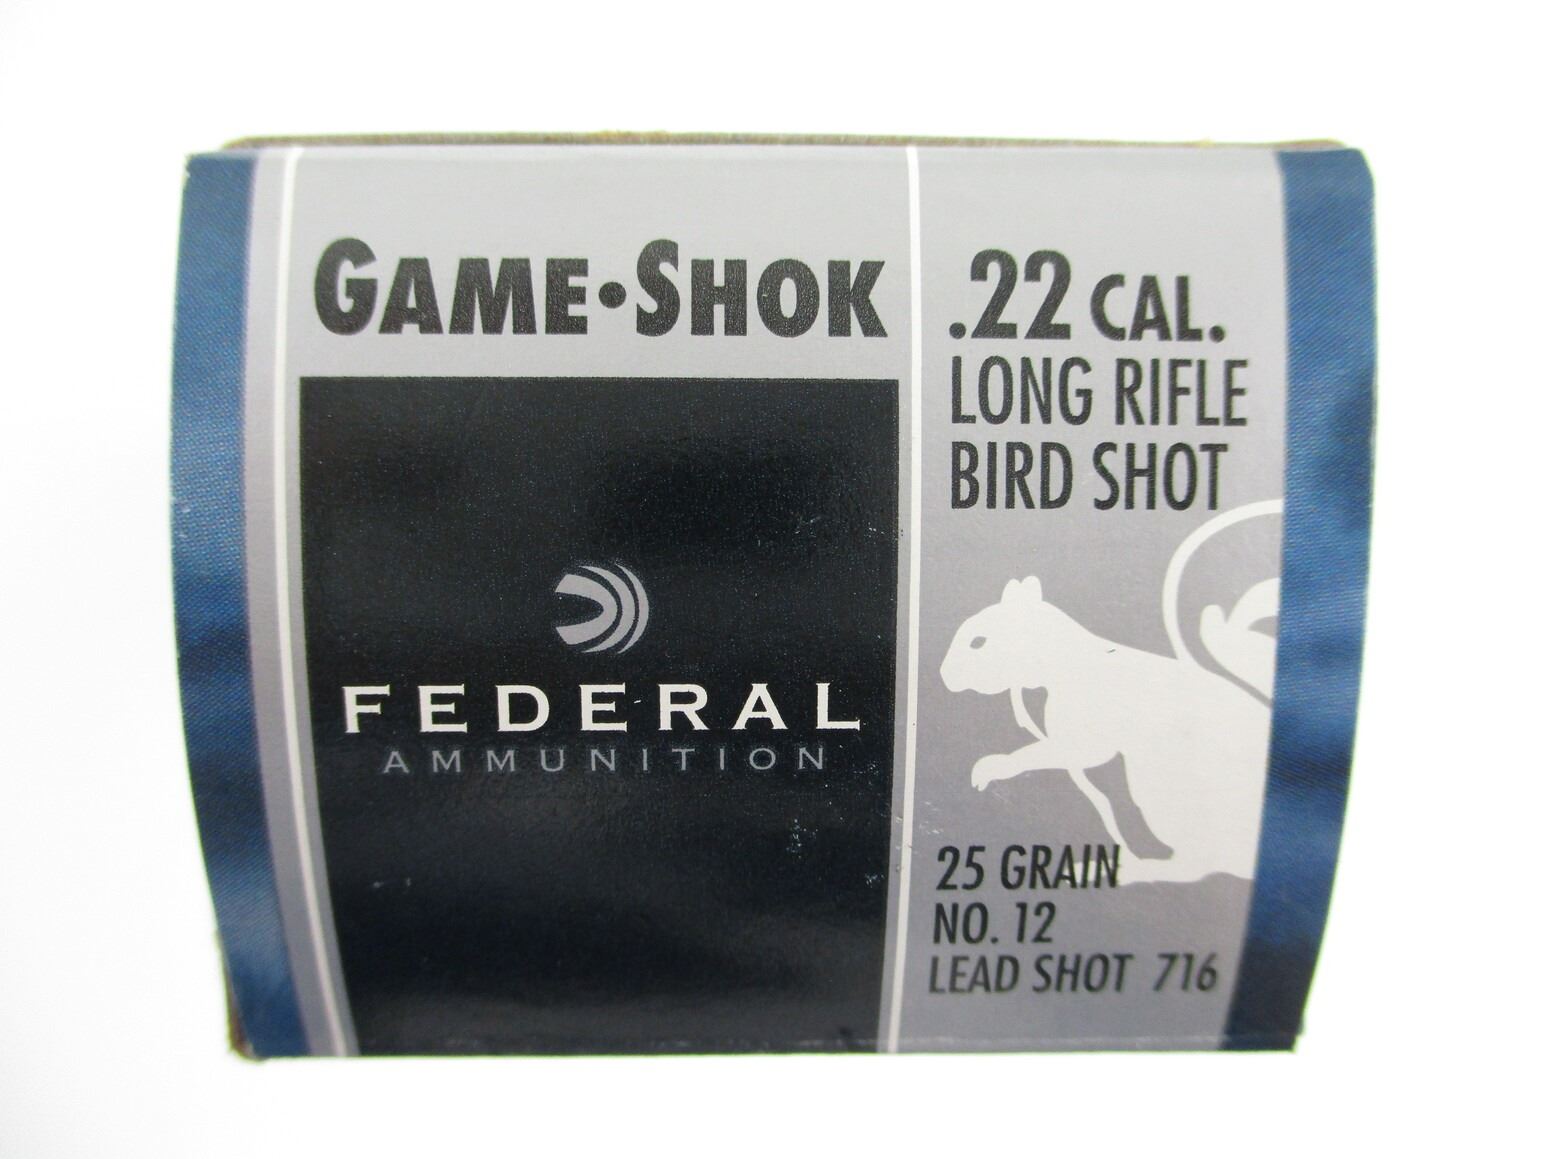 GAME•SHOK
FEDERAL
AMMUNITION
.22 CAL.
LONG RIFLE
BIRD SHOT
25 GRAIN
NO. 12
LEAD SHOT 716